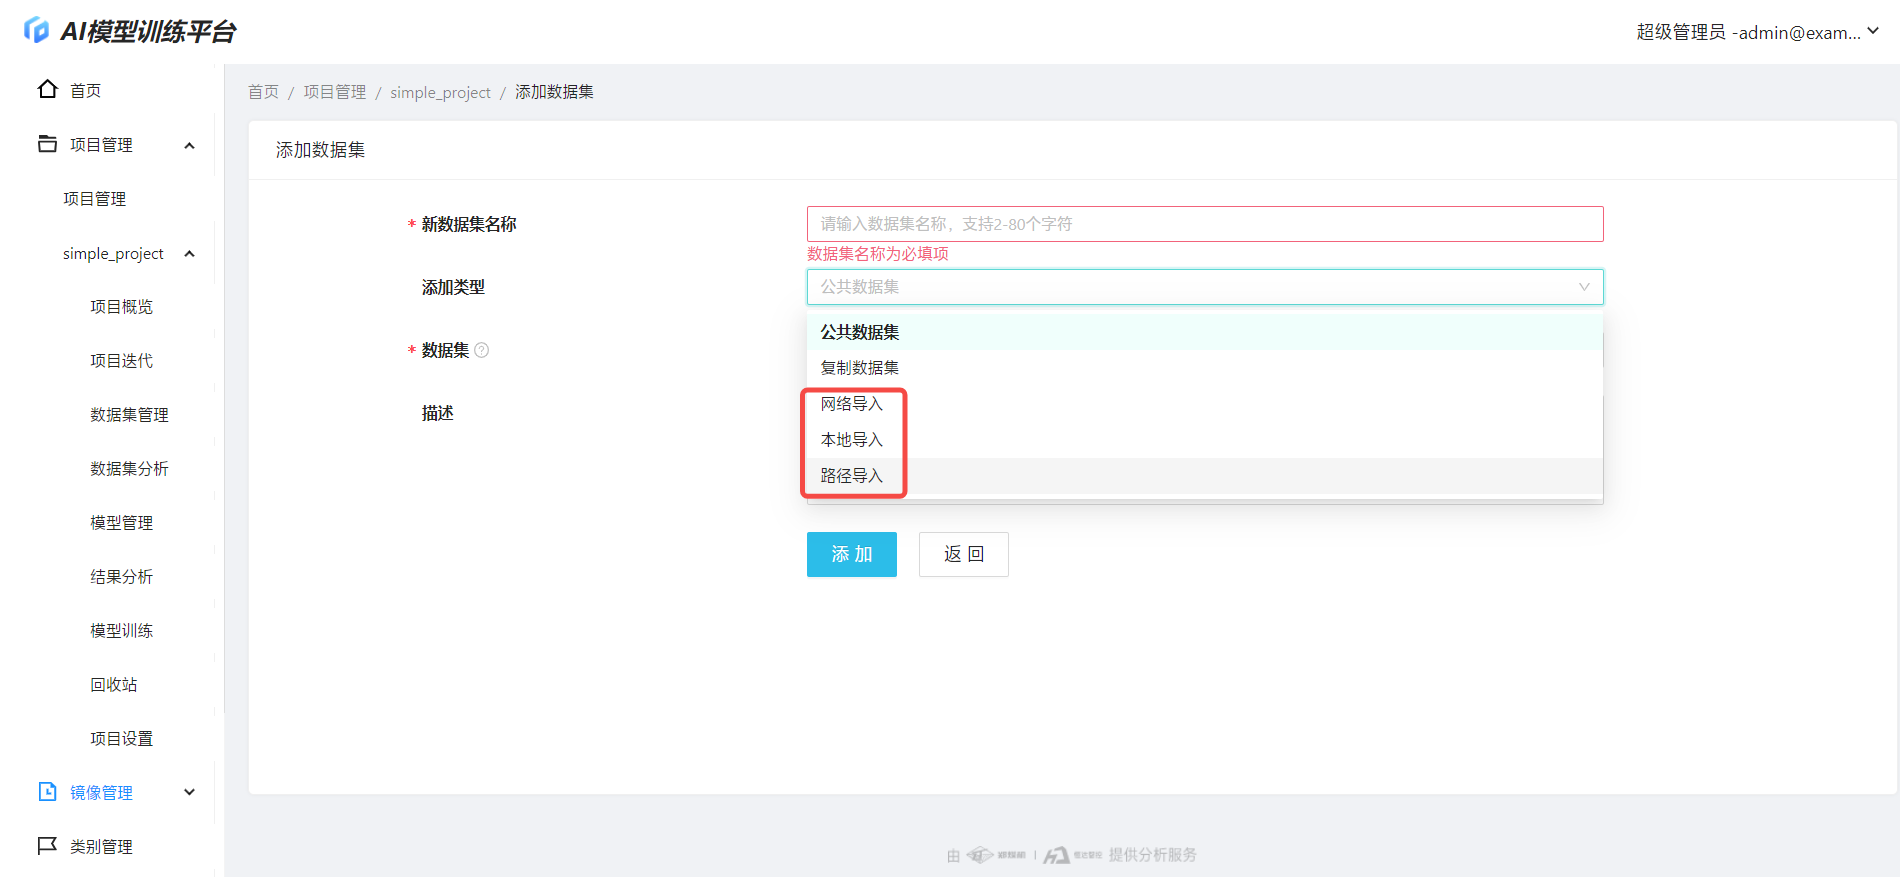 AI模型训练平台
超级管理员 -admin@exam...
首页
项目管理
项目管理
simple_project
项目概览
项目迭代
数据集管理
数据集分析
模型管理
结果分析
模型训练
回收站
项目设置
镜像管理
类别管理
首页 / 项目管理 / simple_project / 添加数据集
添加数据集
* 新数据集名称
请输入数据集名称，支持2-80个字符
数据集名称为必填项
添加类型
公共数据集
* 数据集
描述
公共数据集
复制数据集
网络导入
本地导入
路径导入
添 加
返 回
由
提供分析服务